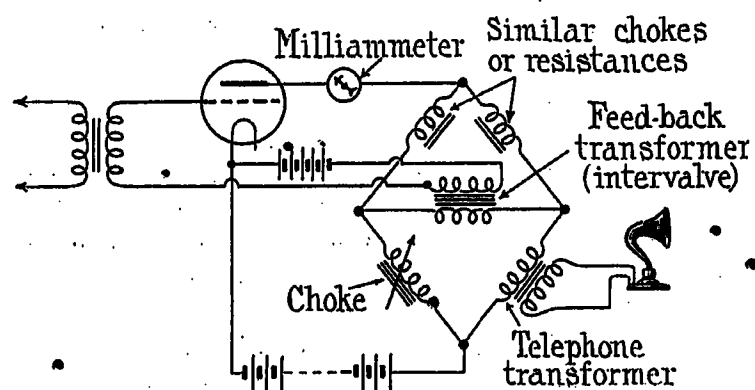 Milliammeter
Similar chokes
or resistances
Feed-back
transformer
(intervalve)
Choke
Telephone
transformer